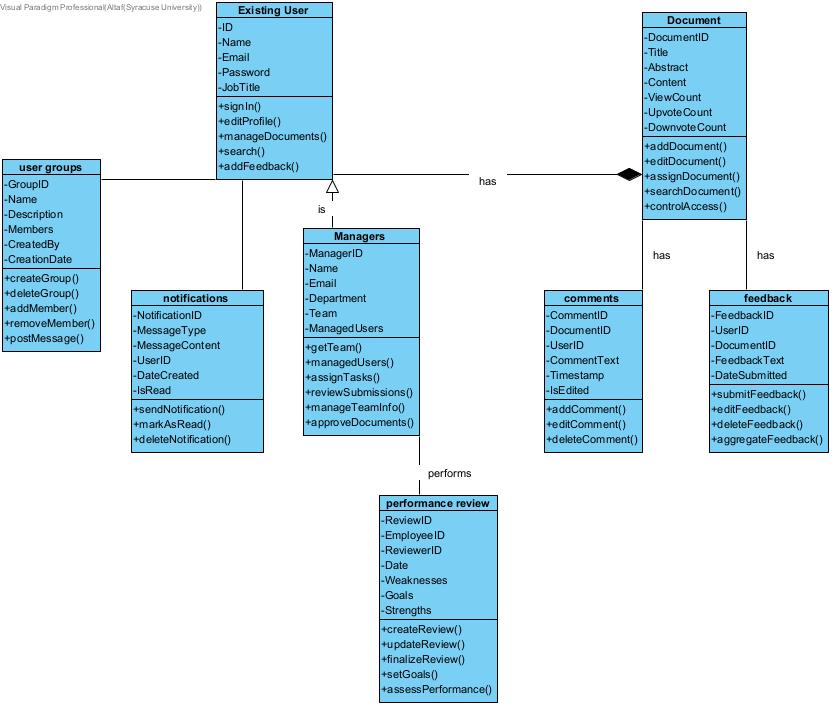 Visual Paradigm Professional(Altaf(Syracuse University))
Existing User
-ID
-Name
-Email
-Password
-JobTitle
+signIn()
+editProfile()
+manageDocuments()
+search()
+addFeedback()
Document
-DocumentID
-Title
-Abstract
-Content
-ViewCount
-UpvoteCount
-DownvoteCount
+addDocument()
+editDocument()
+assignDocument()
+searchDocument()
+controlAccess()
has
is
user groups
-GroupID
-Name
-Description
-Members
-CreatedBy
-CreationDate
+createGroup()
+deleteGroup()
+addMember()
+removeMember()
+postMessage()
notifications
-NotificationID
-MessageType
-MessageContent
-UserID
-DateCreated
-IsRead
+sendNotification()
+markAsRead()
+deleteNotification()
Managers
-ManagerID
-Name
-Email
-Department
-Team
-ManagedUsers
+getTeam()
+managedUsers()
+assignTasks()
+reviewSubmissions()
+manageTeamInfo()
+approveDocuments()
has
has
comments
-CommentID
-DocumentID
-UserID
-CommentText
-Timestamp
-IsEdited
+addComment()
+editComment()
+deleteComment()
feedback
-FeedbackID
-UserID
-DocumentID
-FeedbackText
-DateSubmitted
+submitFeedback()
+editFeedback()
+deleteFeedback()
+aggregateFeedback()
performs
performance review
-ReviewID
-EmployeeID
-ReviewerID
-Date
-Weaknesses
-Goals
-Strengths
+createReview()
+updateReview()
+finalizeReview()
+setGoals()
+assessPerformance()